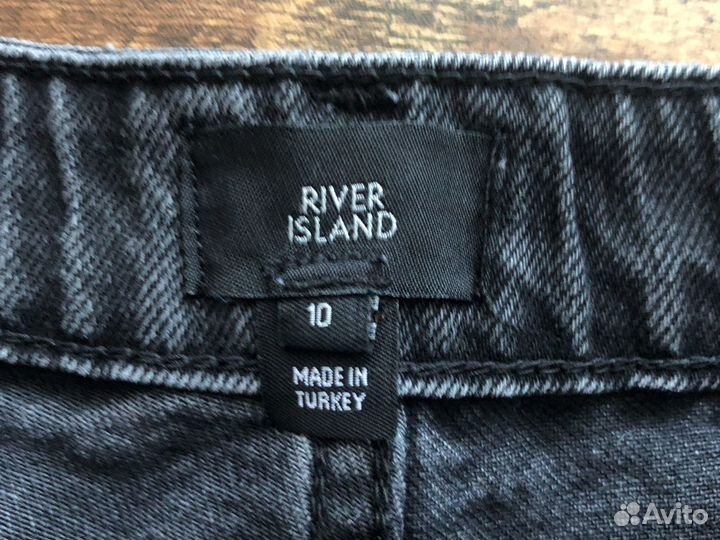 RIVER
ISLAND
10
MADE IN
TURKEY
Avito